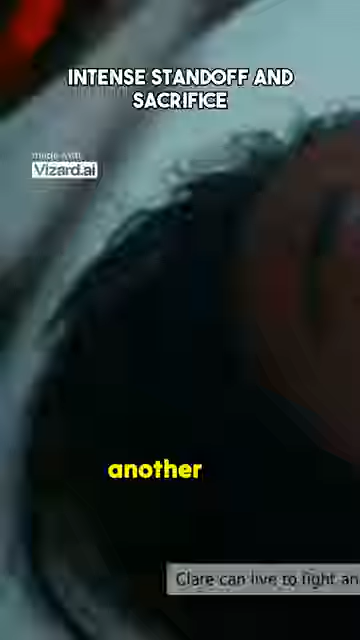 INTENSE STANDOFF AND
SACRIFICE
made with
Vizard.ai
another
Clare can live to fight an